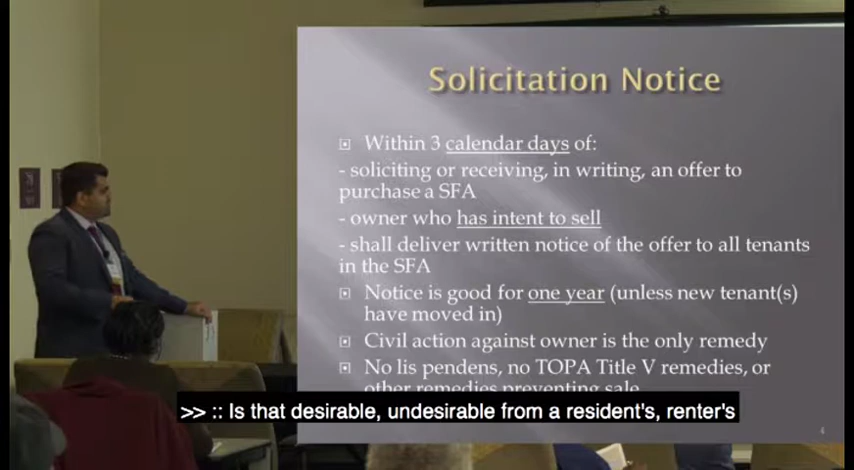 Solicitation Notice
Within 3 calendar days of:
- soliciting or receiving, in writing, an offer to
purchase a SFA
- owner who has intent to sell
- shall deliver written notice of the offer to all tenants
in the SFA
Notice is good for one year (unless new tenant(s)
have moved in)
Civil action against owner is the only remedy
No lis pendens, no TOPA Title V remedies, or
other remedies preventing sale
>> :: Is that desirable, undesirable from a resident's, renter's
4